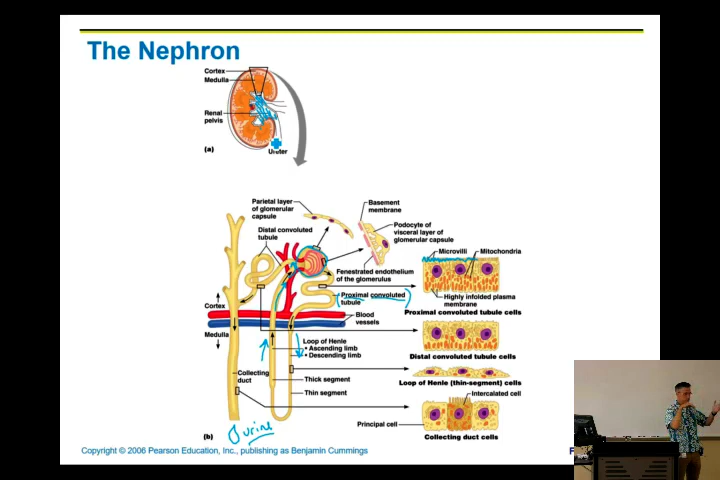 The Nephron
Cortex
Medulla
Renal
pelvis
Ureter
(a)
Parietal layer
of glomerular
capsule
Basement
membrane
Podocyte of
visceral layer of
glomerular capsule
Distal convoluted
tubule
Microvilli
Mitochondria
Fenestrated endothelium
of the glomerulus
Proximal convoluted
tubule
Highly infolded plasma
membrane
Proximal convoluted tubule cells
Cortex
Blood
vessels
Medulla
Loop of Henle
• Ascending limb
• Descending limb
Distal convoluted tubule cells
Collecting
duct
Thick segment
Loop of Henle (thin-segment) cells
Thin segment
Intercalated cell
Principal cell
Collecting duct cells
(b)
urine
Copyright © 2006 Pearson Education, Inc., publishing as Benjamin Cummings
F